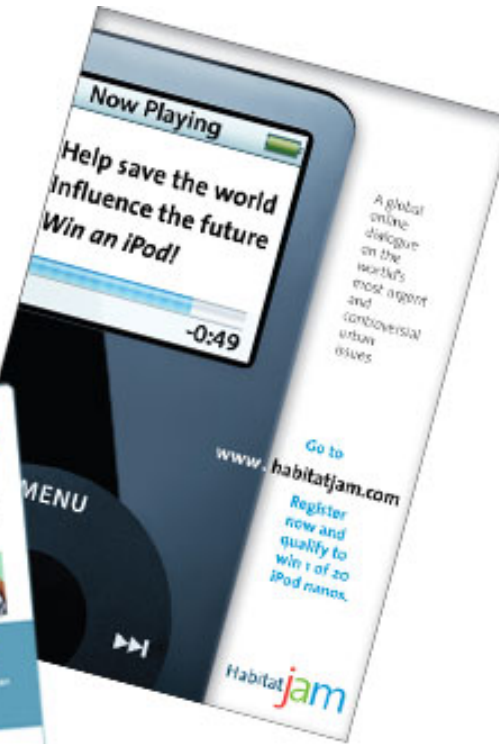 Now Playing
Help save the world
Influence the future
Win an iPod!
-0:49
MENU
A global
online
dialogue
on the
world's
most urgent
and
controversial
urban
issues
Go to
www.habitatjam.com
Register
now and
qualify to
win 1 of 20
iPod nanos.
Habitat jam